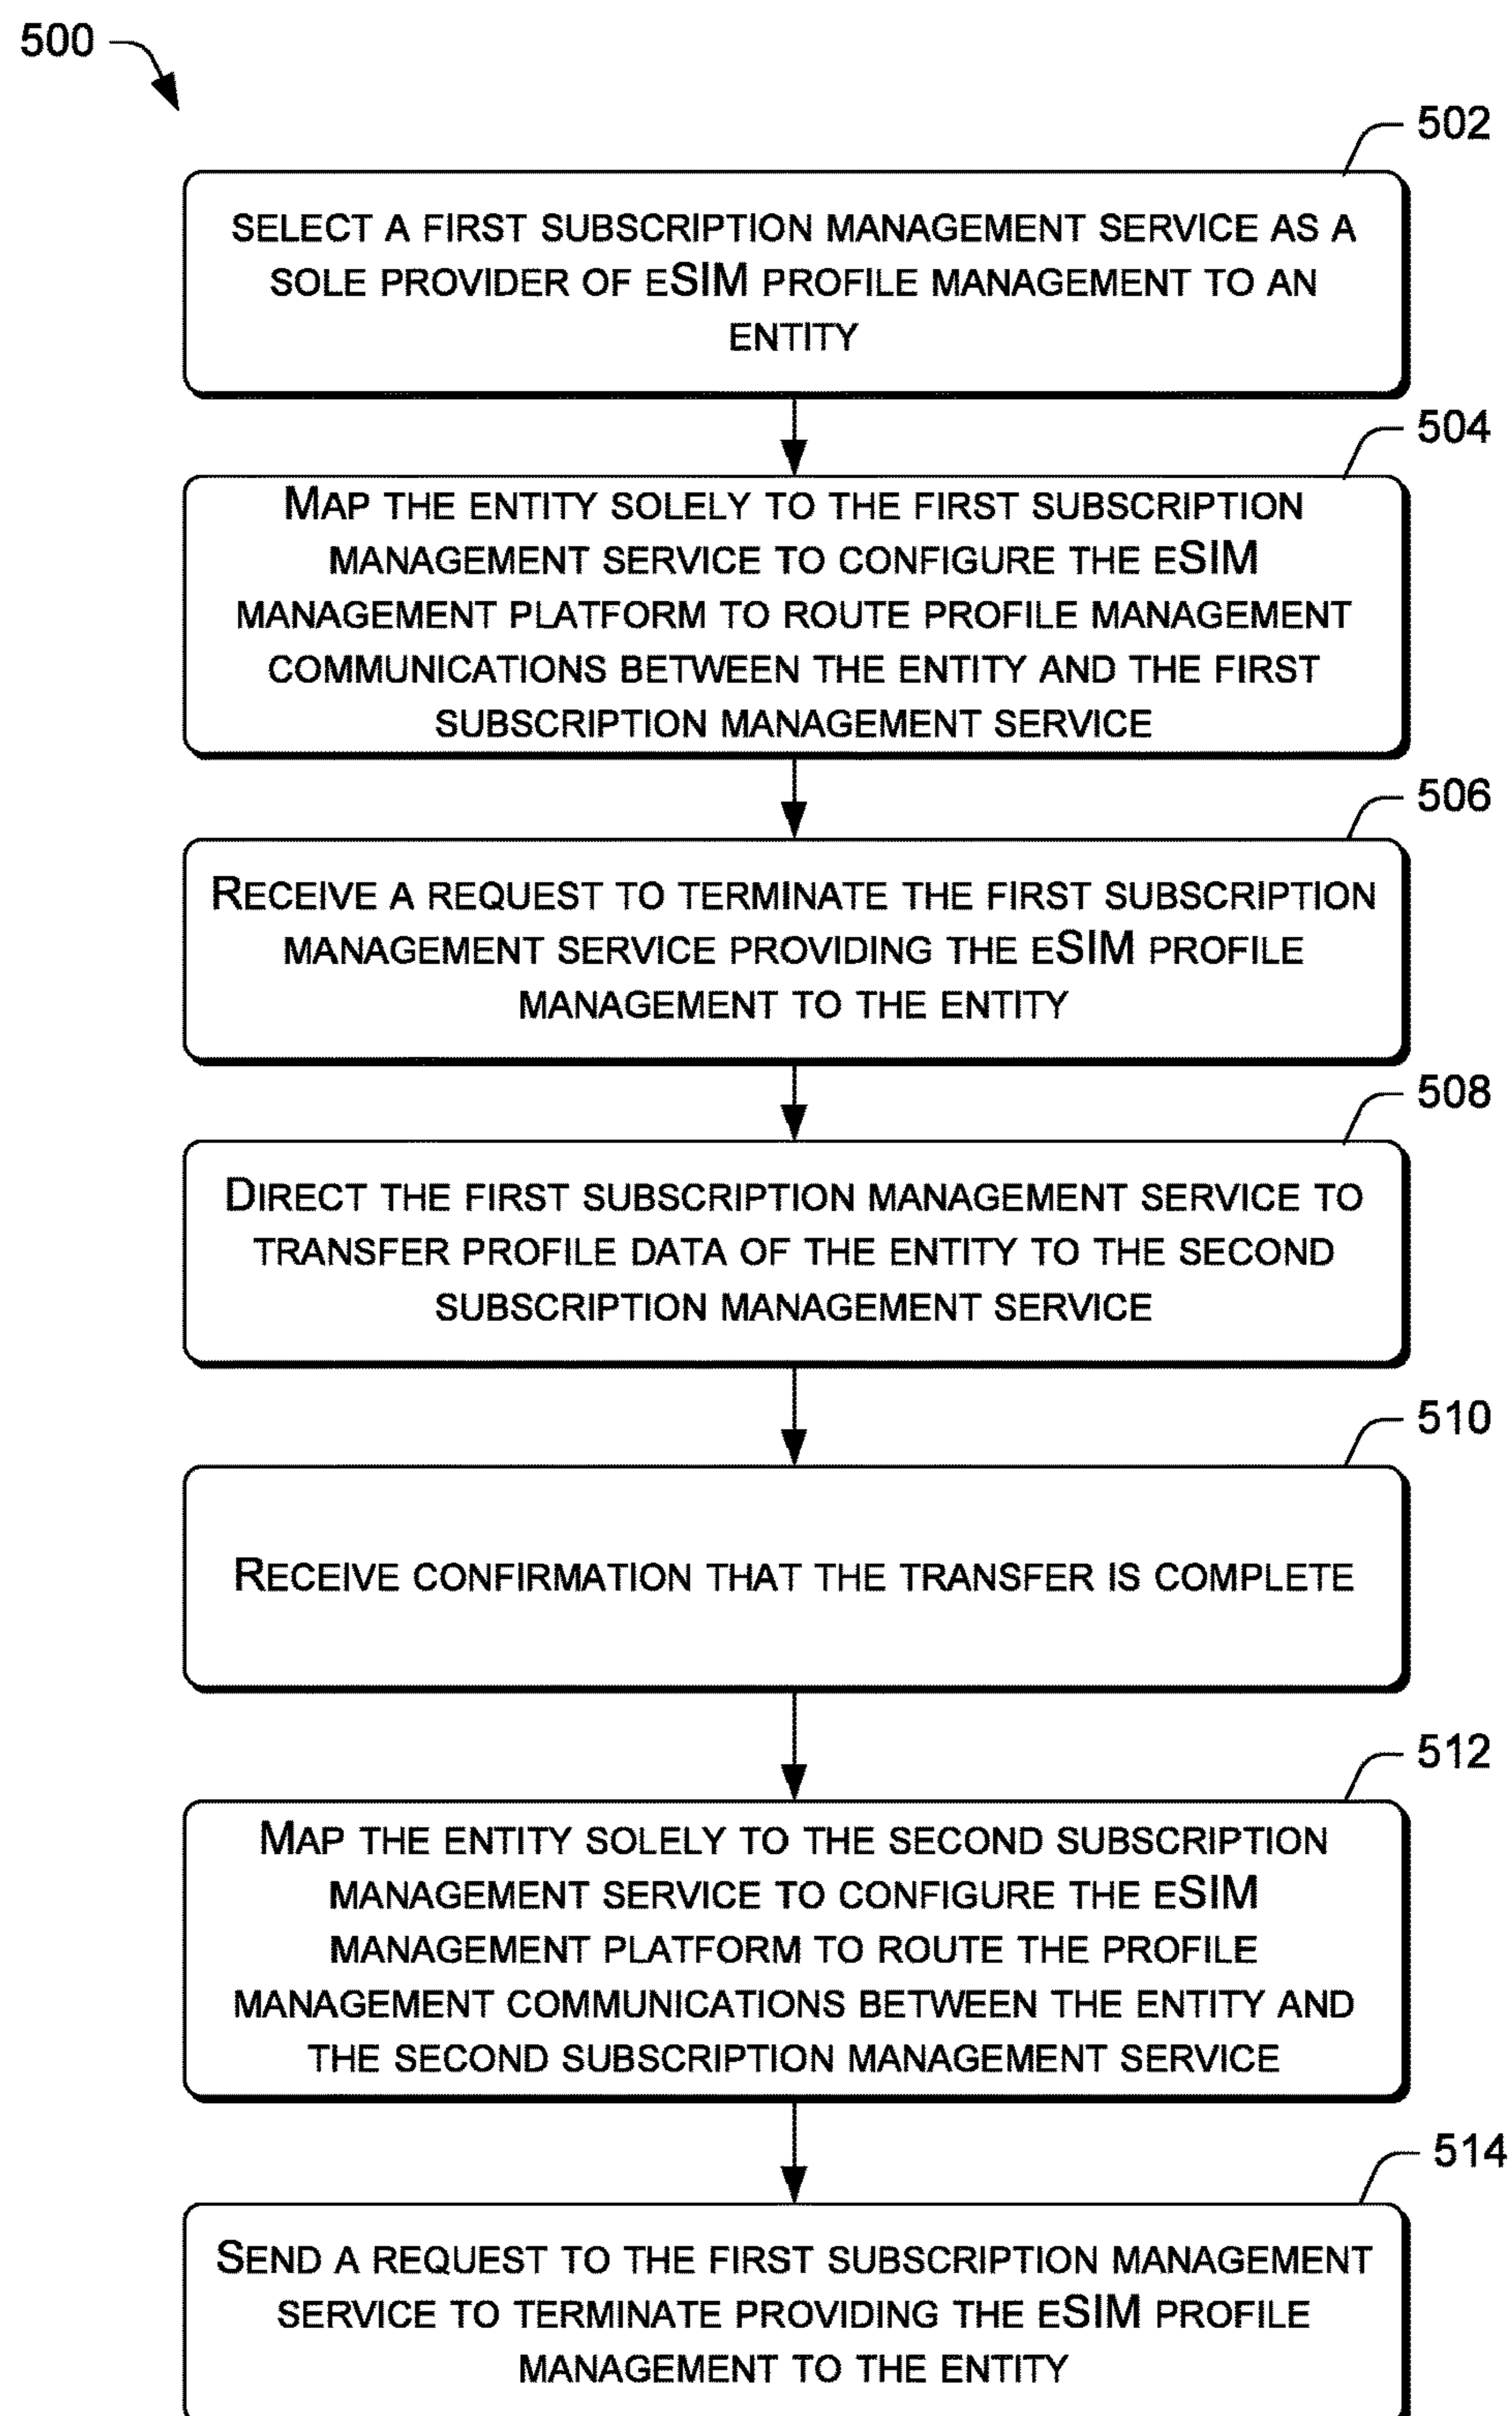 500
502
SELECT A FIRST SUBSCRIPTION MANAGEMENT SERVICE AS A
SOLE PROVIDER OF ESIM PROFILE MANAGEMENT TO AN
ENTITY
504
MAP THE ENTITY SOLELY TO THE FIRST SUBSCRIPTION
MANAGEMENT SERVICE TO CONFIGURE THE ESIM
MANAGEMENT PLATFORM TO ROUTE PROFILE MANAGEMENT
COMMUNICATIONS BETWEEN THE ENTITY AND THE FIRST
SUBSCRIPTION MANAGEMENT SERVICE
506
RECEIVE A REQUEST TO TERMINATE THE FIRST SUBSCRIPTION
MANAGEMENT SERVICE PROVIDING THE ESIM PROFILE
MANAGEMENT TO THE ENTITY
508
DIRECT THE FIRST SUBSCRIPTION MANAGEMENT SERVICE TO
TRANSFER PROFILE DATA OF THE ENTITY TO THE SECOND
SUBSCRIPTION MANAGEMENT SERVICE
510
RECEIVE CONFIRMATION THAT THE TRANSFER IS COMPLETE
512
MAP THE ENTITY SOLELY TO THE SECOND SUBSCRIPTION
MANAGEMENT SERVICE TO CONFIGURE THE ESIM
MANAGEMENT PLATFORM TO ROUTE THE PROFILE
MANAGEMENT COMMUNICATIONS BETWEEN THE ENTITY AND
THE SECOND SUBSCRIPTION MANAGEMENT SERVICE
514
SEND A REQUEST TO THE FIRST SUBSCRIPTION MANAGEMENT
SERVICE TO TERMINATE PROVIDING THE ESIM PROFILE
MANAGEMENT TO THE ENTITY